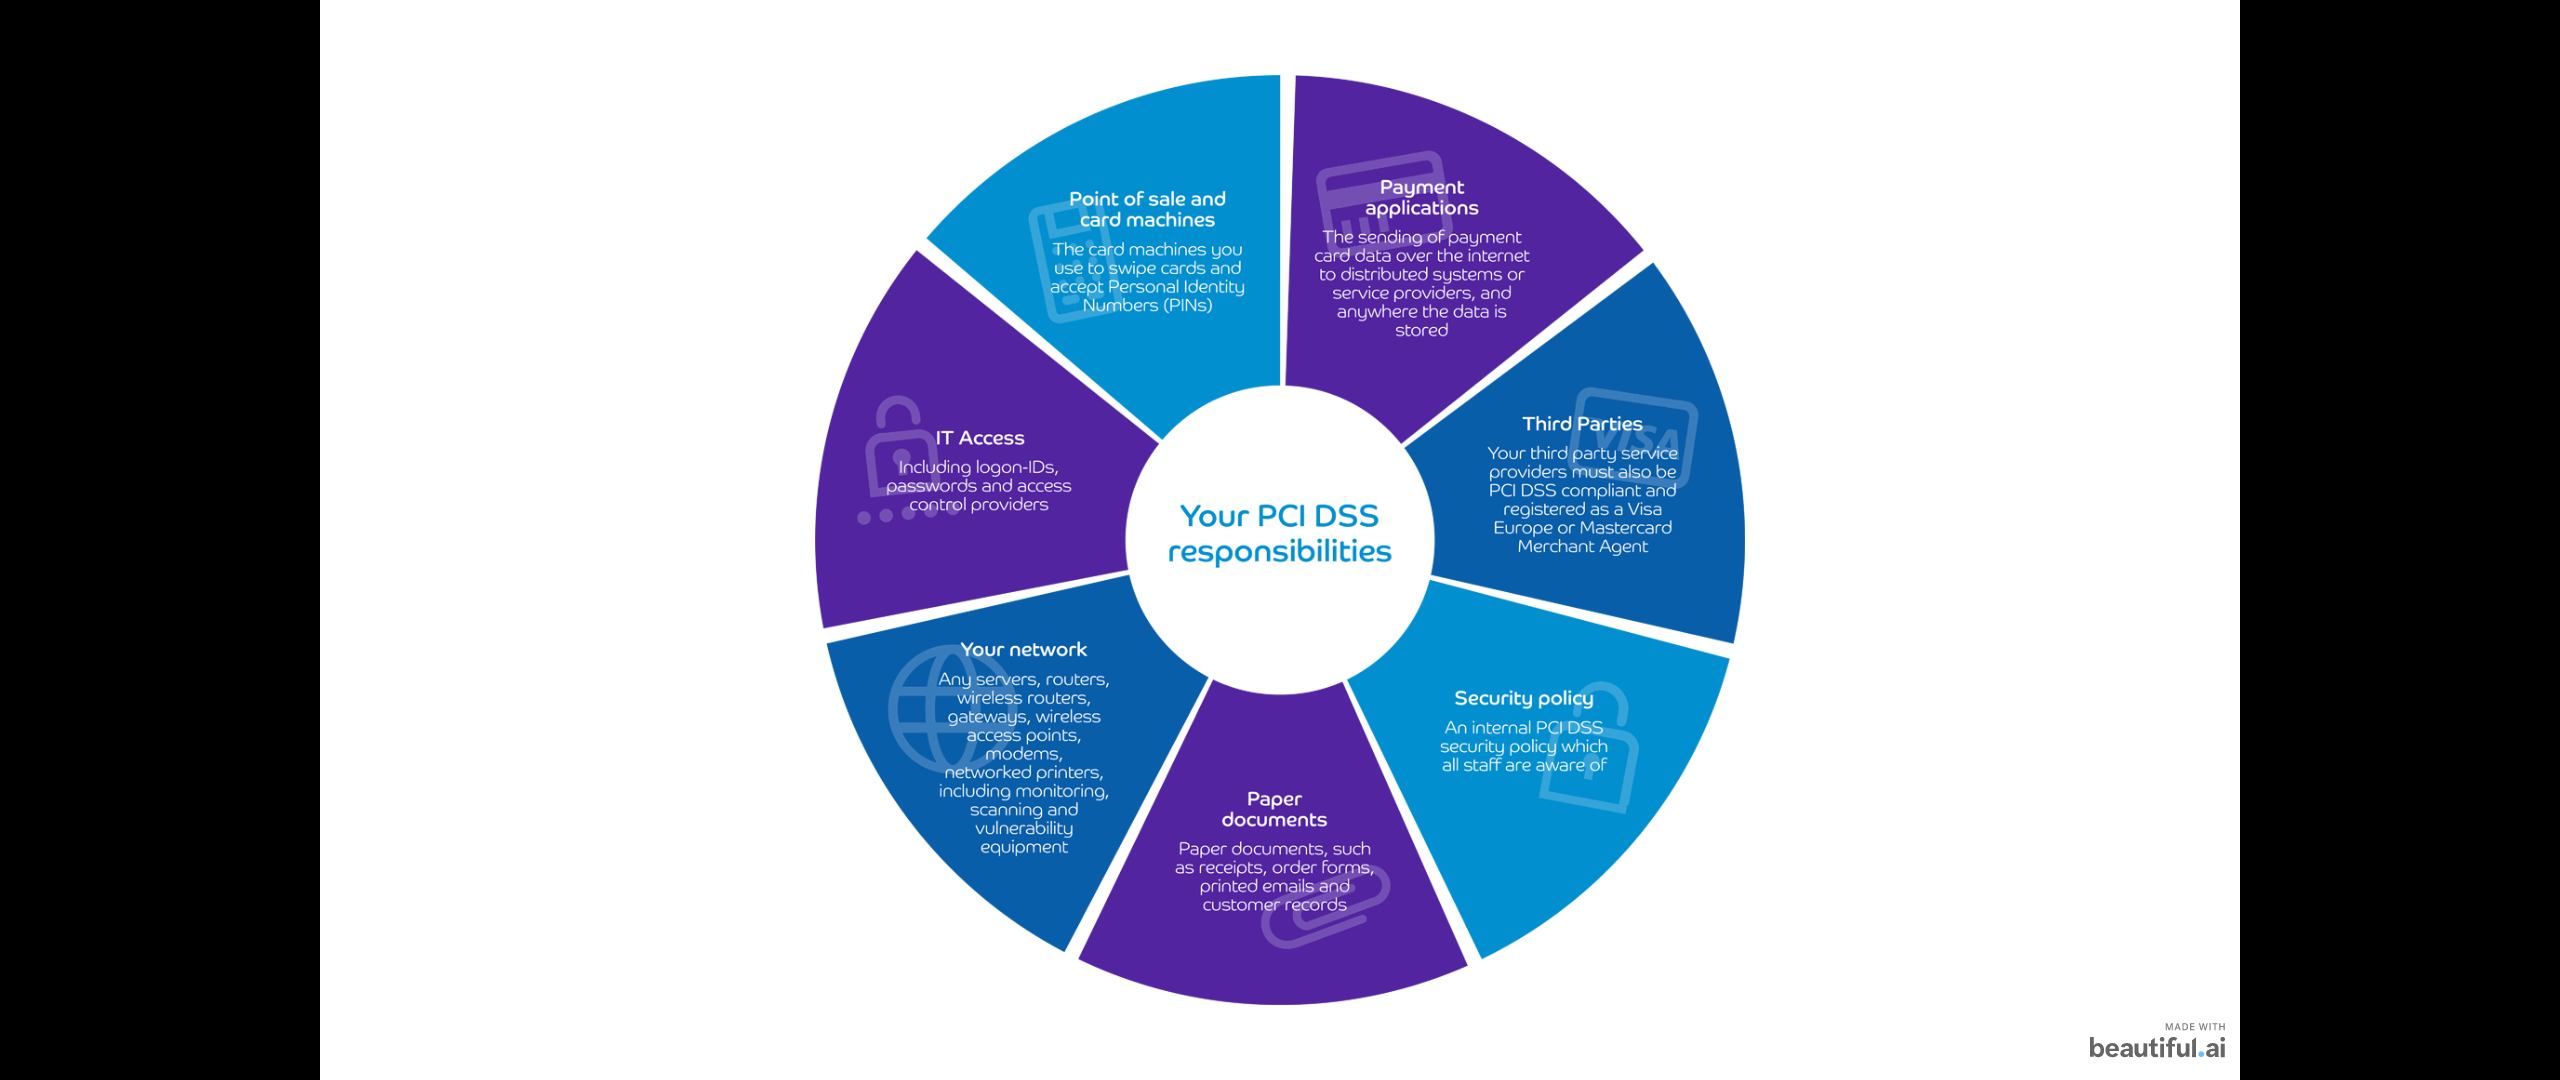 Your PCI DSS
responsibilities
Payment
applications
The sending of payment
card data over the internet
to distributed systems or
service providers, and
anywhere the data is
stored
Third Parties
Your third party service
providers must also be
PCI DSS compliant and
registered as a Visa
Europe or Mastercard
Merchant Agent
VISA
Security policy
An internal PCI DSS
security policy which
all staff are aware of
Paper
documents
Paper documents, such
as receipts, order forms,
printed emails and
customer records
Your network
Any servers, routers,
wireless routers,
gateways, wireless
access points,
modems,
networked printers,
including monitoring,
scanning and
vulnerability
equipment
IT Access
Including logon-IDs,
passwords and access
control providers
Point of sale and
card machines
The card machines you
use to swipe cards and
accept Personal Identity
Numbers (PINs)
MADE WITH
beautiful.ai